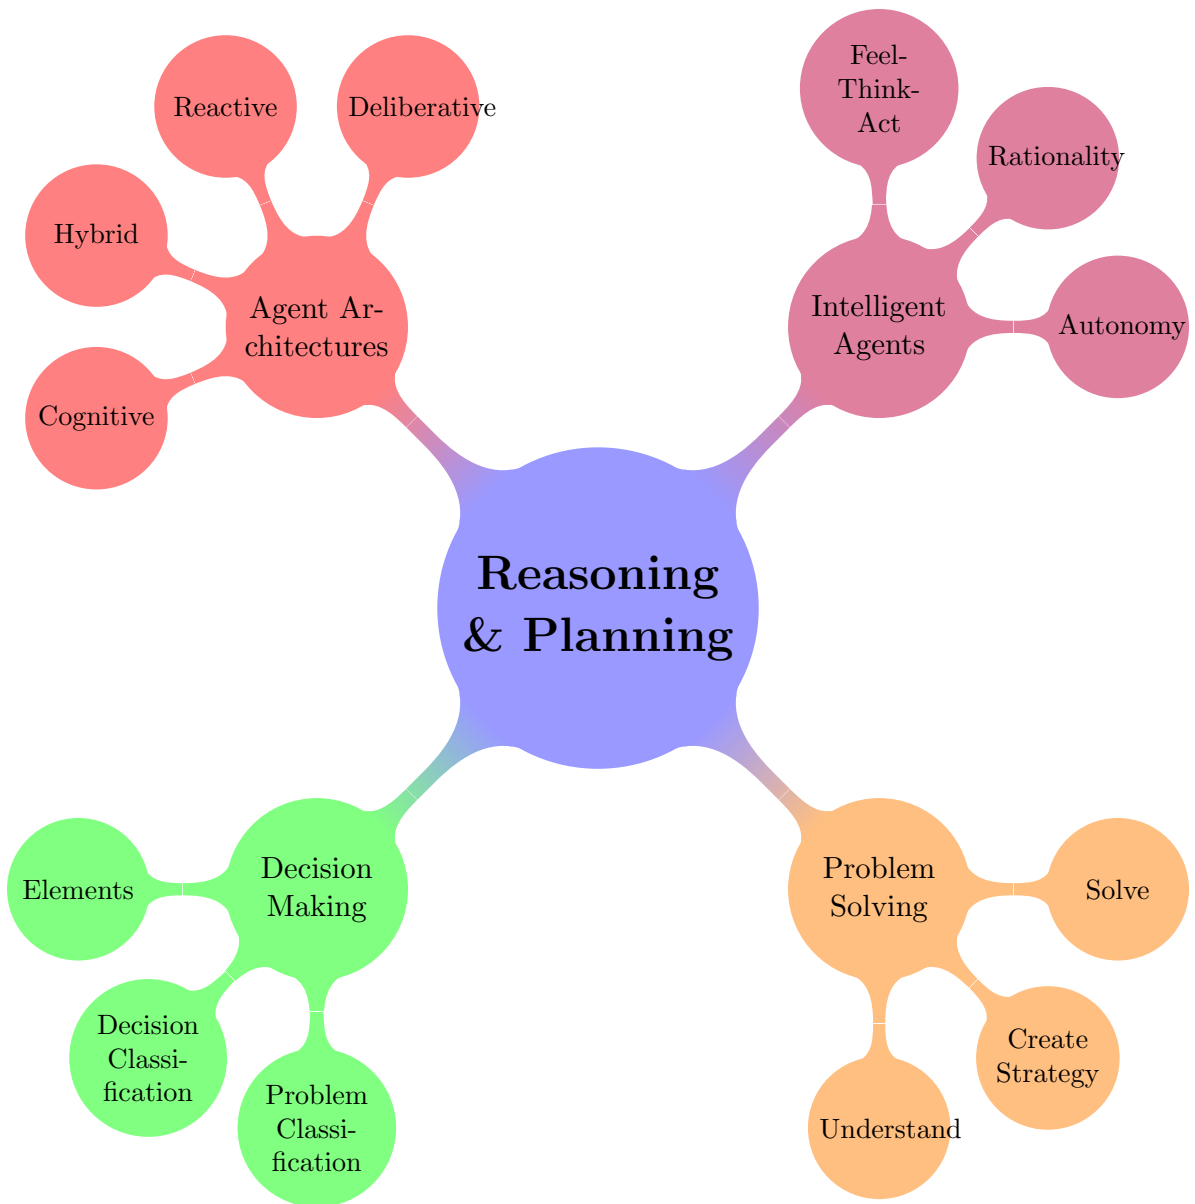 Reasoning
& Planning
Agent Ar-
chitectures
Deliberative
Reactive
Hybrid
Cognitive
Intelligent
Agents
Feel-
Think-
Act
Rationality
Autonomy
Decision
Making
Elements
Decision
Classi-
fication
Problem
Classi-
fication
Problem
Solving
Solve
Create
Strategy
Understand